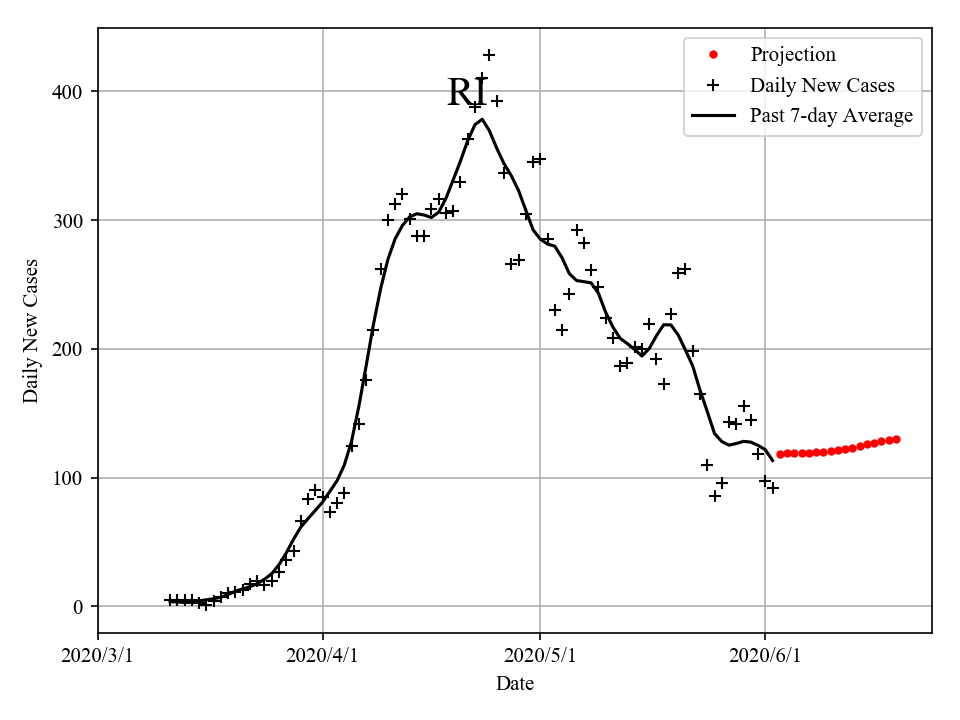 RI
Projection
Daily New Cases
Past 7-day Average
Daily New Cases
400
300
200
100
0
2020/3/1 2020/4/1 2020/5/1 2020/6/1
Date